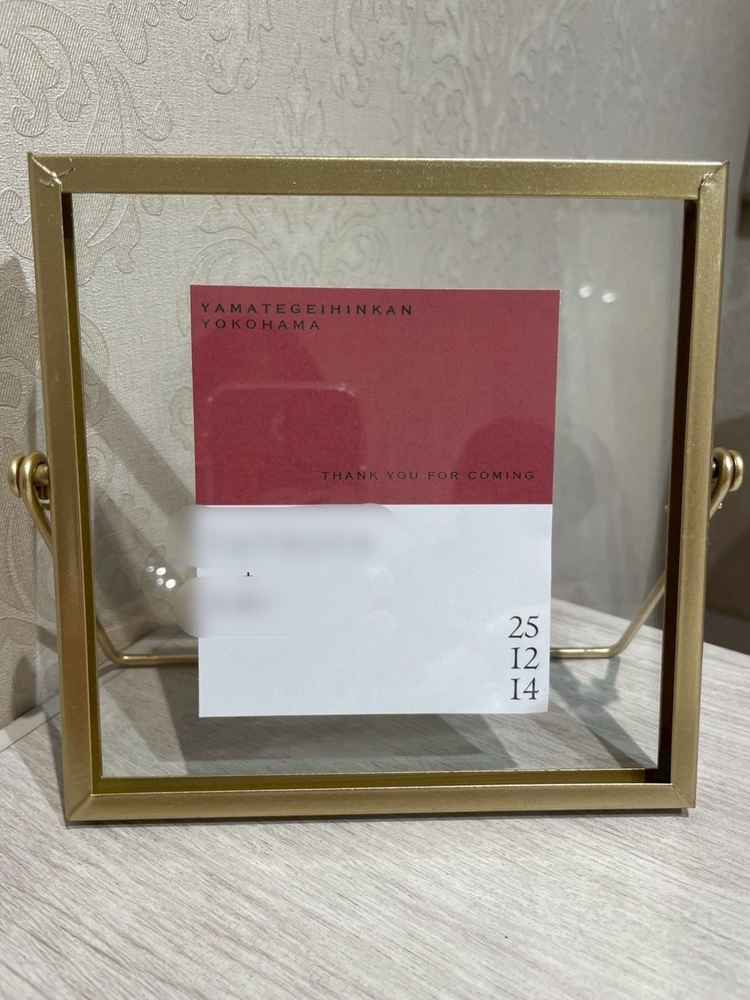 YAMATEGEIHINKAN
YOKOHAMA
THANK YOU FOR COMING
25
12
14